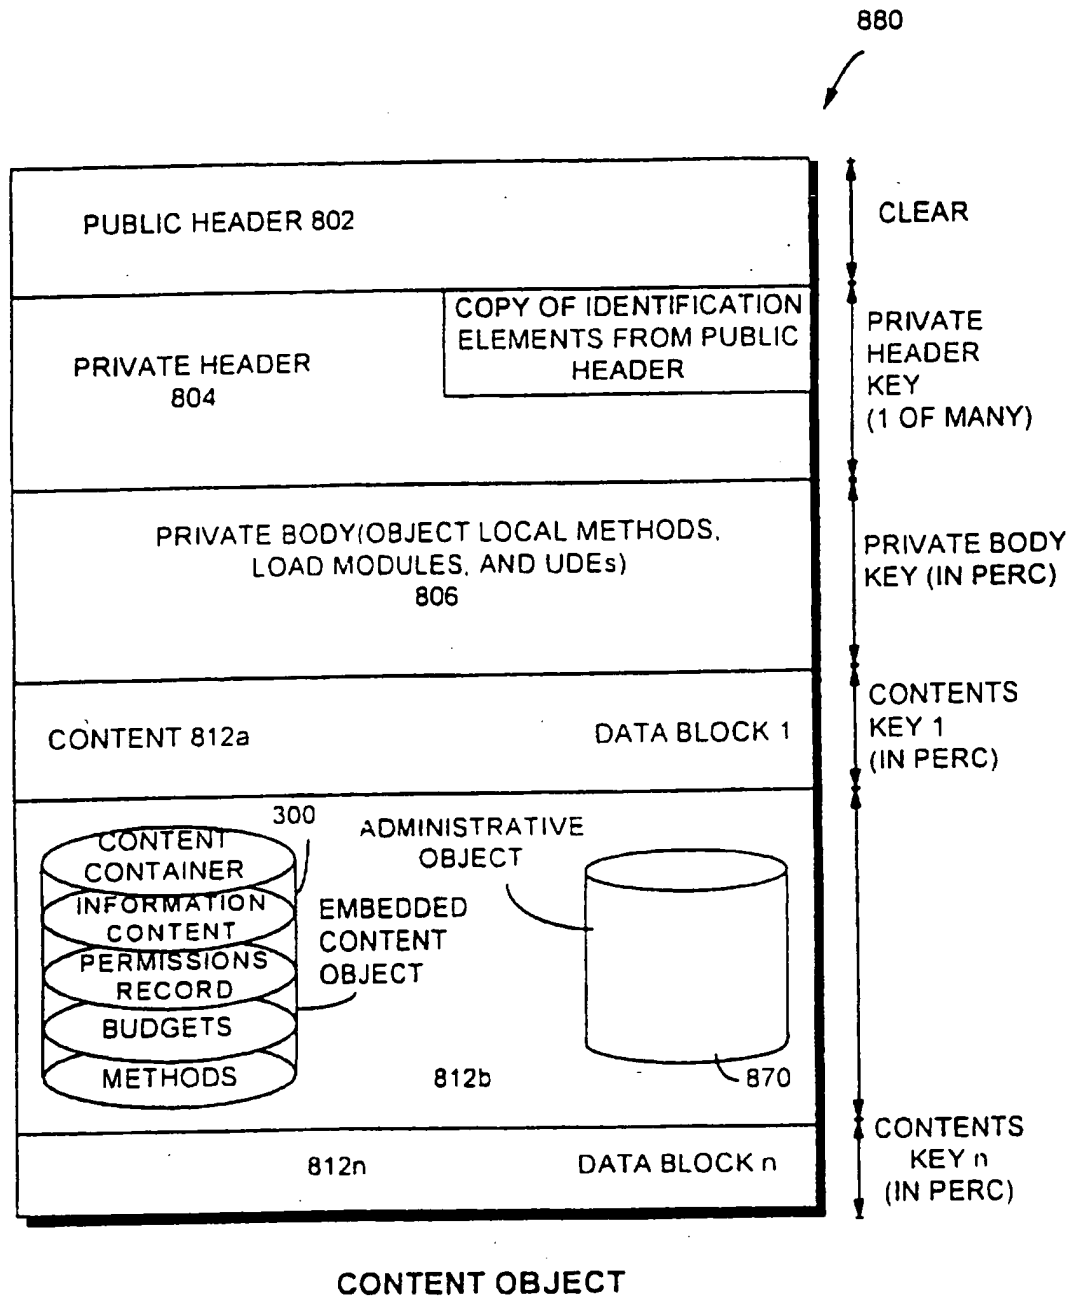 880
PUBLIC HEADER 802
CLEAR
COPY OF IDENTIFICATION
ELEMENTS FROM PUBLIC
HEADER
PRIVATE HEADER
804
PRIVATE
HEADER
KEY
(1 OF MANY)
PRIVATE BODY(OBJECT LOCAL METHODS,
LOAD MODULES, AND UDEs)
806
PRIVATE BODY
KEY (IN PERC)
CONTENT 812a
DATA BLOCK 1
CONTENTS
KEY 1
(IN PERC)
300
CONTENT
CONTAINER
INFORMATION
CONTENT
PERMISSIONS
RECORD
BUDGETS
METHODS
EMBEDDED
CONTENT
OBJECT
ADMINISTRATIVE
OBJECT
870
812b
812n
DATA BLOCK n
CONTENTS
KEY n
(IN PERC)
CONTENT OBJECT